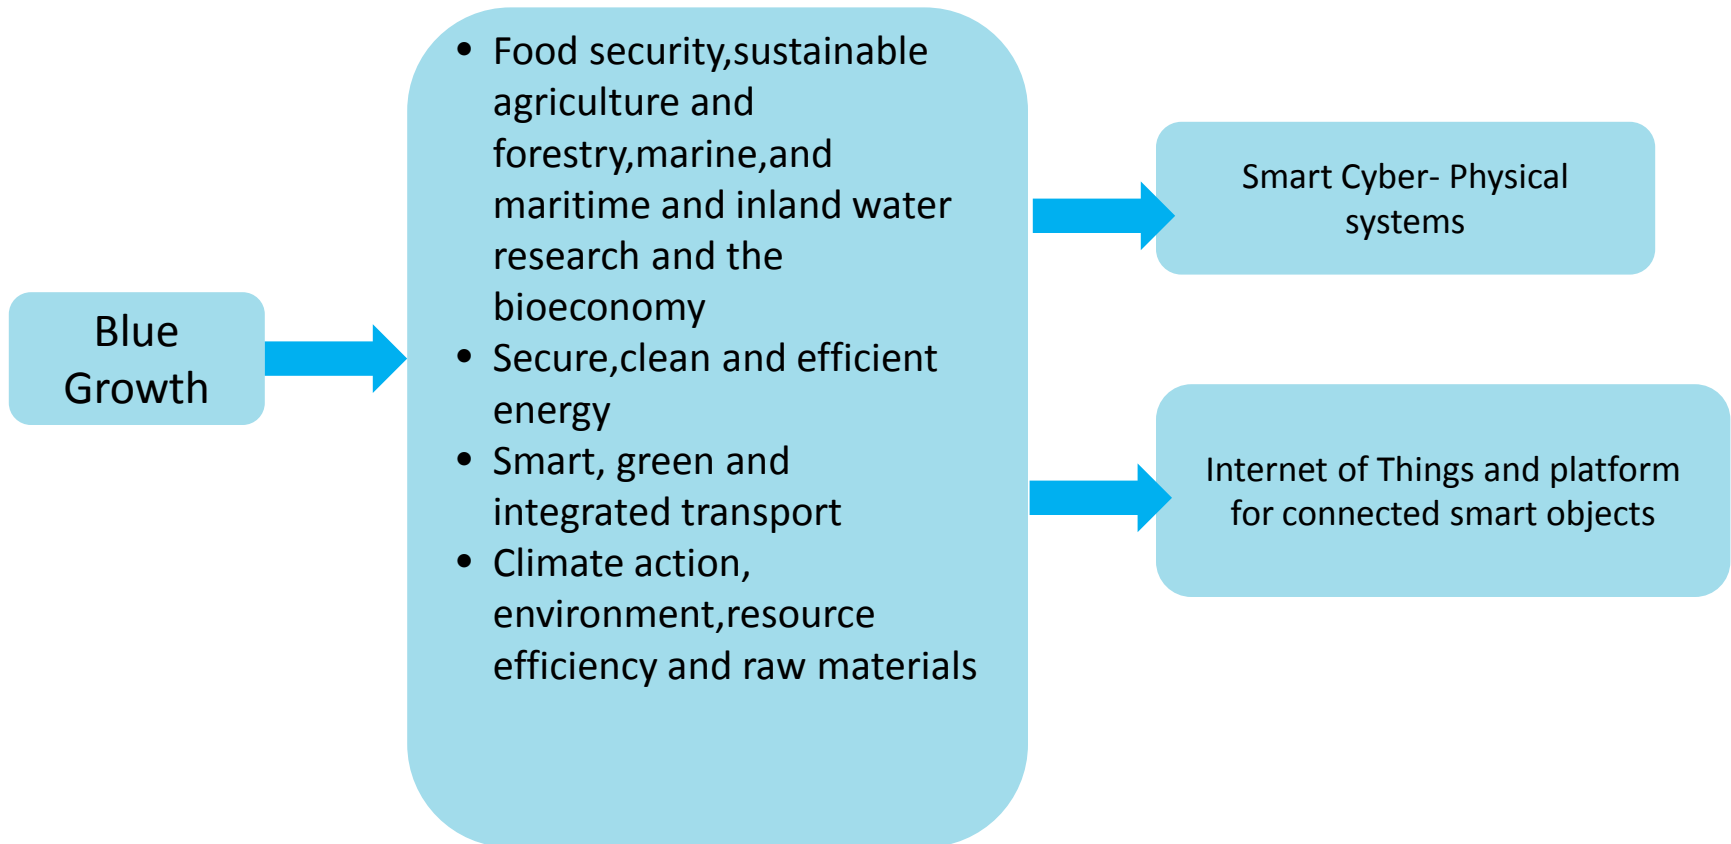 Blue
Growth
• Food security,sustainable
agriculture and
forestry,marine,and
maritime and inland water
research and the
bioeconomy
• Secure,clean and efficient
energy
• Smart, green and
integrated transport
• Climate action,
environment,resource
efficiency and raw materials
Smart Cyber- Physical
systems
Internet of Things and platform
for connected smart objects